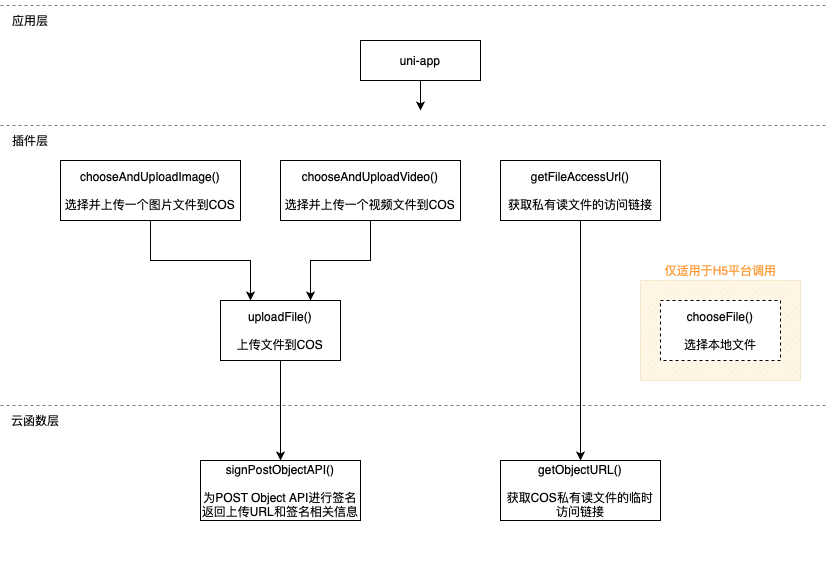 应用层
uni-app
插件层
chooseAndUploadImage()
选择并上传一个图片文件到COS
chooseAndUploadVideo()
选择并上传一个视频文件到COS
getFileAccessUrl()
获取私有读文件的访问链接
仅适用于H5平台调用
chooseFile()
选择本地文件
uploadFile()
上传文件到COS
云函数层
signPostObjectAPI()
为POST Object API进行签名
返回上传URL和签名相关信息
getObjectURL()
获取COS私有读文件的临时
访问链接